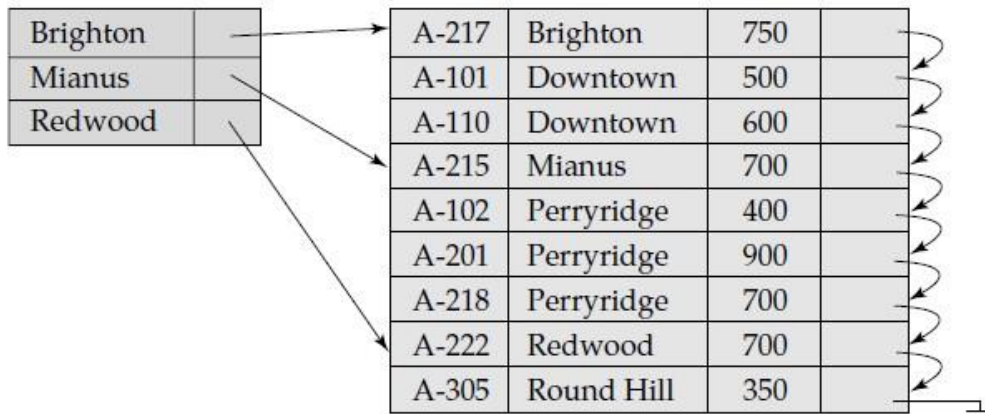 Brighton
Mianus
Redwood
A-217 Brighton 750
A-101 Downtown 500
A-110 Downtown 600
A-215 Mianus 700
A-102 Perryridge 400
A-201 Perryridge 900
A-218 Perryridge 700
A-222 Redwood 700
A-305 Round Hill 350